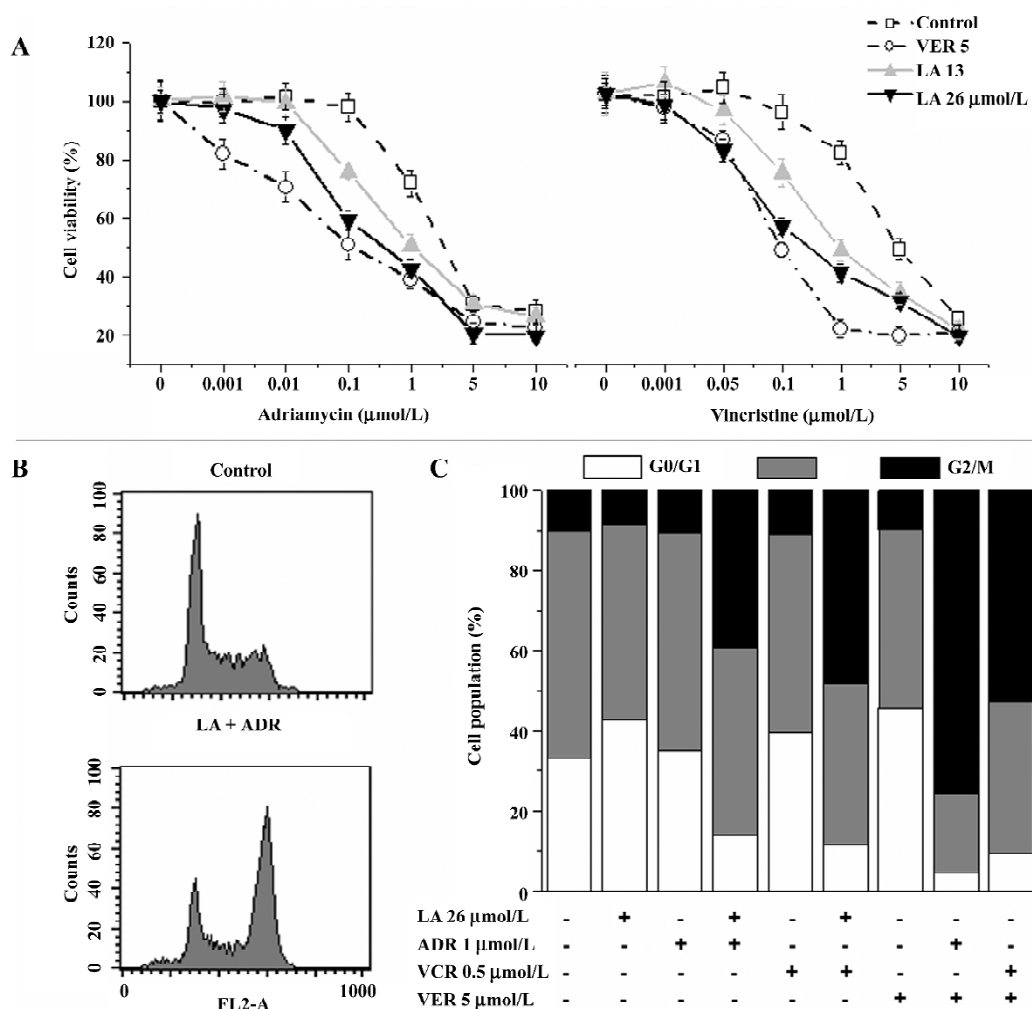 A
Control
VER 5
LA 13
LA 26 μmol/L
Cell viability (%)
120
100
80
60
40
20
0 0.001 0.01 0.1 1 5 10
Adriamycin (μmol/L)
0 0.001 0.05 0.1 1 5 10
Vincristine (μmol/L)
B
Control
Counts
100
80
60
40
20
0
LA + ADR
Counts
100
80
60
40
20
0
0 1000
FL2-A
C
G0/G1 G2/M
Cell population (%)
100
80
60
40
20
0
LA 26 μmol/L - + - + - + - - -
ADR 1 μmol/L - - + + - - - + -
VCR 0.5 μmol/L - - - - + + - - +
VER 5 μmol/L - - - - - - + + +